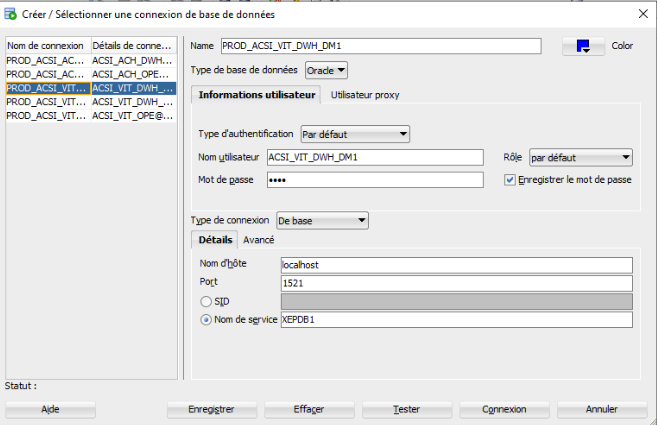 Créer / Sélectionner une connexion de base de données
Nom de connexion Détails de conne...
PROD_ACSI_AC... ACSI_ACH_DWH...
PROD_ACSI_AC... ACSI_ACH_OPE...
PROD_ACSI_VIT... ACSI_VIT_DWH_...
PROD_ACSI_VIT... ACSI_VIT_DWH_...
PROD_ACSI_VIT... ACSI_VIT_OPE@...
Name PROD_ACSI_VIT_DWH_DM1 Color
Type de base de données Oracle
Informations utilisateur Utilisateur proxy
Type d'authentification Par défaut
Nom utilisateur ACSI_VIT_DWH_DM1 Rôle par défaut
Mot de passe •••• Enregistrer le mot de passe
Type de connexion De base
Détails Avancé
Nom d'hôte localhost
Port 1521
SID
Nom de service XEPDB1
Statut :
Aide Enregistrer Effacer Tester Connexion Annuler